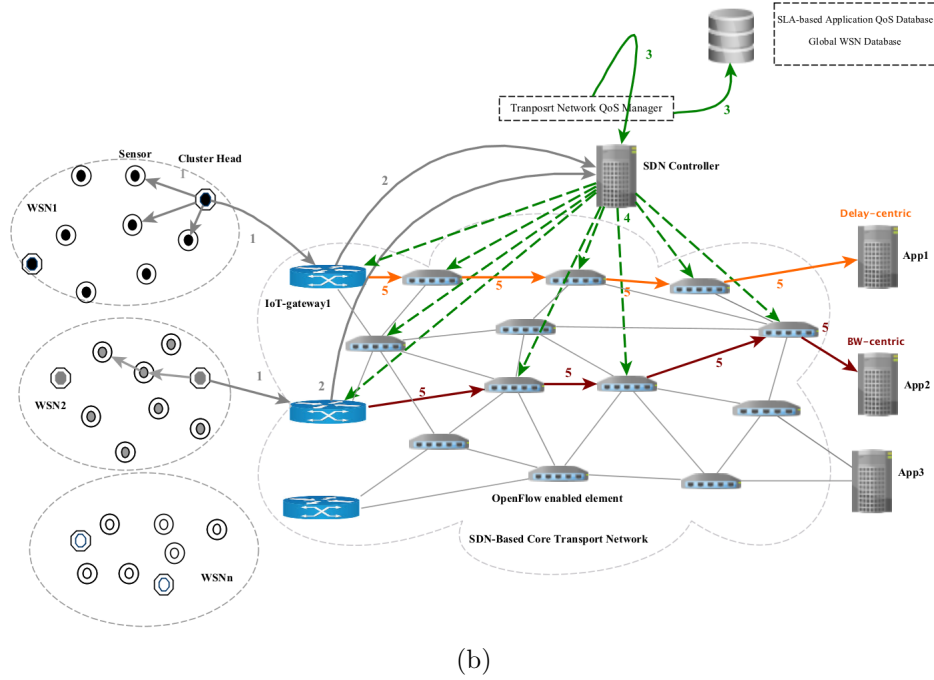 SLA-based Application QoS Database
Global WSN Database
3
3
Tranposrt Network QoS Manager
Sensor
Cluster Head
1
2
SDN Controller
WSN1
4
Delay-centric
1
App1
5
5
5
5
IoT-gateway1
5
BW-centric
1
2
5
5
5
App2
WSN2
App3
OpenFlow enabled element
SDN-Based Core Transport Network
WSNn
(b)